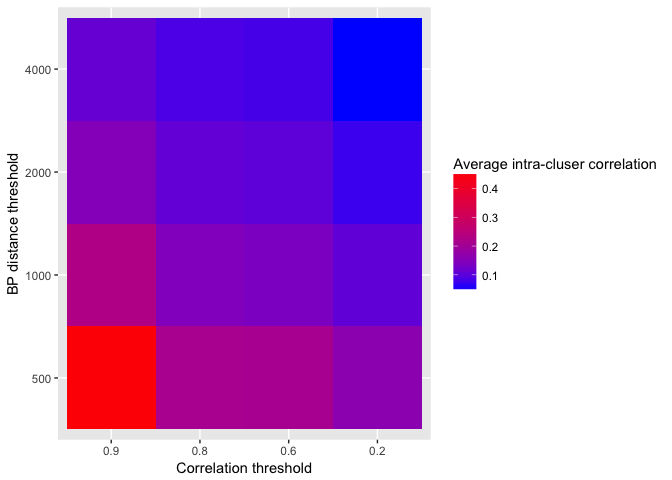 4000
2000
1000
500
BP distance threshold
0.9 0.8 0.6 0.2
Correlation threshold
Average intra-cluser correlation
0.4
0.3
0.2
0.1